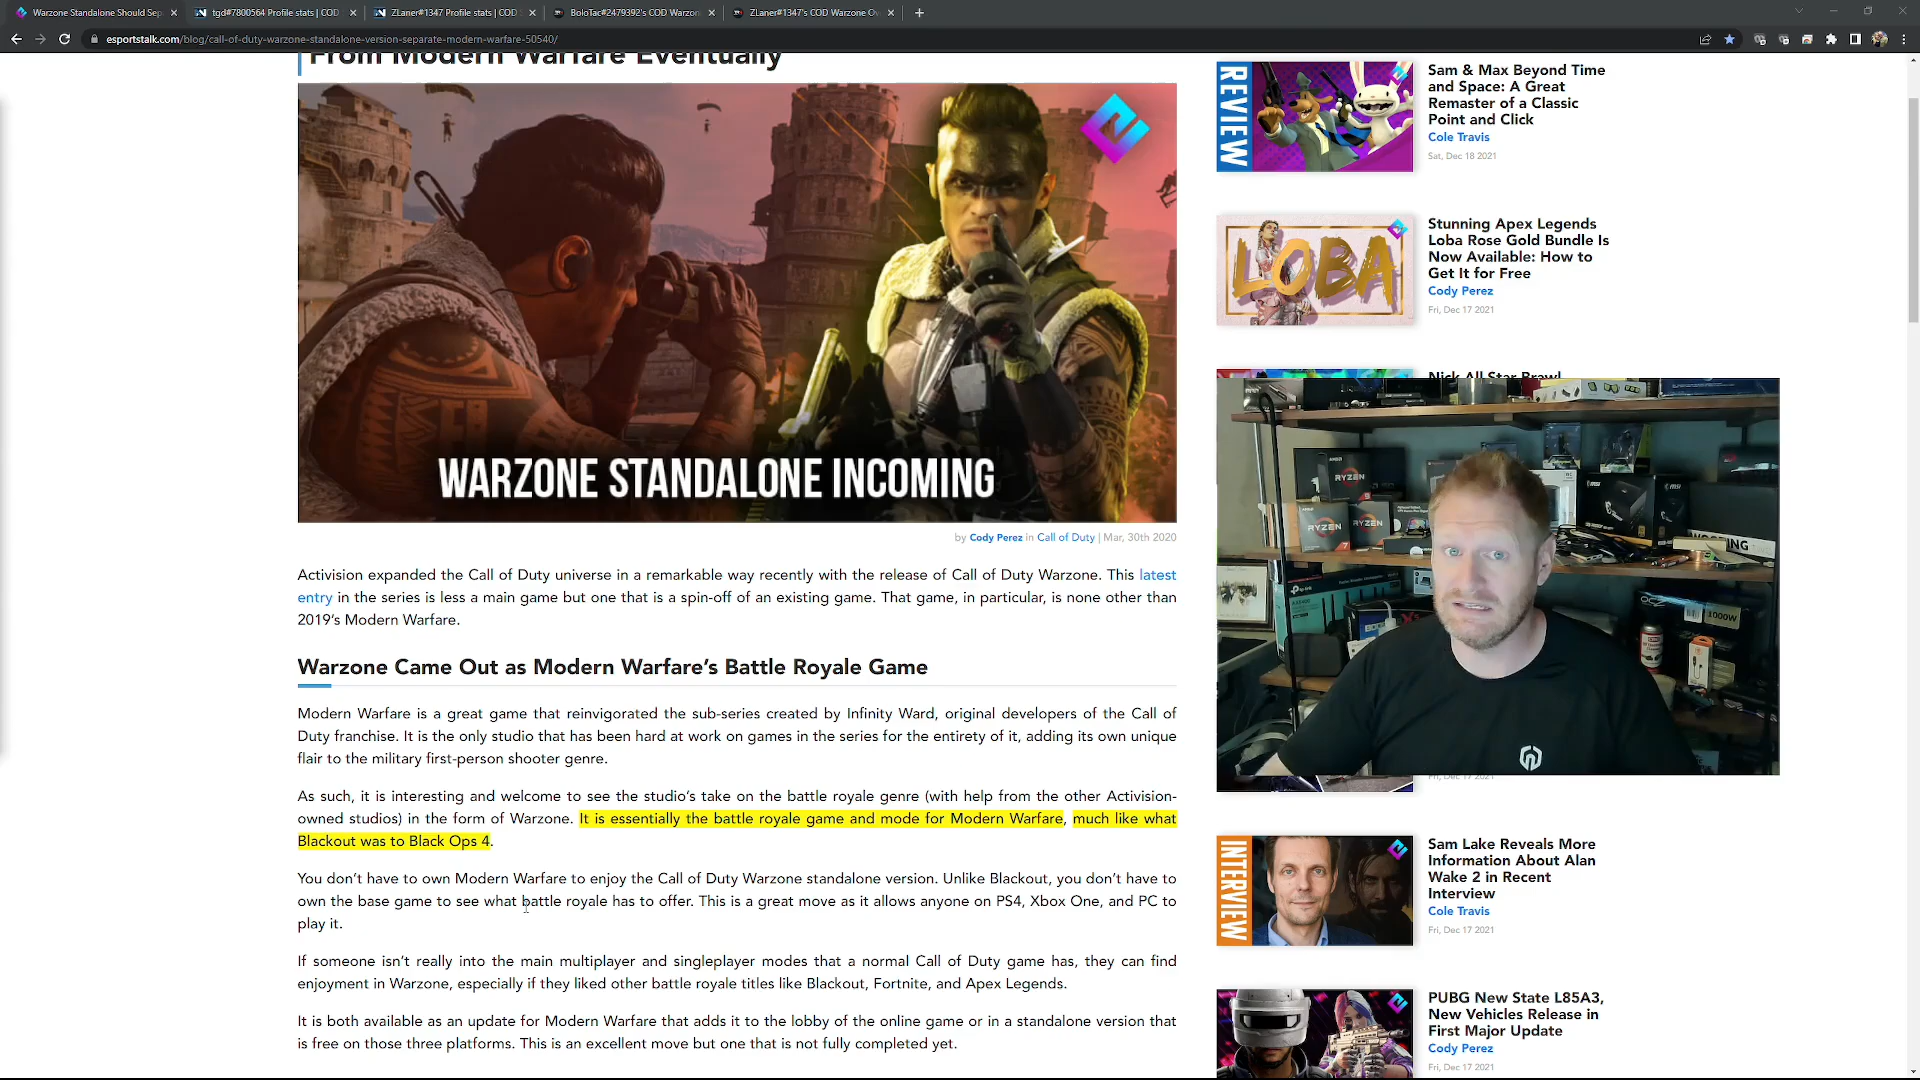 Warzone Standalone Should Sep
tgd#7800564 Profile stats | COD
ZLaner#1347 Profile stats | COD
BoloTac#2479392's COD Warzon
ZLaner#1347's COD Warzone Ov
esportstalk.com/blog/call-of-duty-warzone-standalone-version-separate-modern-warfare-50540/
From Modern Warfare Eventually
WARZONE STANDALONE INCOMING
by Cody Perez in Call of Duty | Mar, 30th 2020
Activision expanded the Call of Duty universe in a remarkable way recently with the release of Call of Duty Warzone. This latest
entry in the series is less a main game but one that is a spin-off of an existing game. That game, in particular, is none other than
2019's Modern Warfare.
Warzone Came Out as Modern Warfare's Battle Royale Game
Modern Warfare is a great game that reinvigorated the sub-series created by Infinity Ward, original developers of the Call of
Duty franchise. It is the only studio that has been hard at work on games in the series for the entirety of it, adding its own unique
flair to the military first-person shooter genre.
As such, it is interesting and welcome to see the studio's take on the battle royale genre (with help from the other Activision-
owned studios) in the form of Warzone. It is essentially the battle royale game and mode for Modern Warfare, much like what
Blackout was to Black Ops 4.
You don't have to own Modern Warfare to enjoy the Call of Duty Warzone standalone version. Unlike Blackout, you don't have to
own the base game to see what battle royale has to offer. This is a great move as it allows anyone on PS4, Xbox One, and PC to
play it.
If someone isn't really into the main multiplayer and singleplayer modes that a normal Call of Duty game has, they can find
enjoyment in Warzone, especially if they liked other battle royale titles like Blackout, Fortnite, and Apex Legends.
It is both available as an update for Modern Warfare that adds it to the lobby of the online game or in a standalone version that
is free on those three platforms. This is an excellent move but one that is not fully completed yet.
REVIEW
Sam & Max Beyond Time
and Space: A Great
Remaster of a Classic
Point and Click
Cole Travis
Sat, Dec 18 2021
LOBA
Stunning Apex Legends
Loba Rose Gold Bundle Is
Now Available: How to
Get It for Free
Cody Perez
Fri, Dec 17 2021
Nick All Star Brawl
RYZEN
RYZEN
RYZEN
msi
1000W
Fri, Dec 17 2021
INTERVIEW
Sam Lake Reveals More
Information About Alan
Wake 2 in Recent
Interview
Cole Travis
Fri, Dec 17 2021
PUBG New State L85A3,
New Vehicles Release in
First Major Update
Cody Perez
Fri, Dec 17 2021